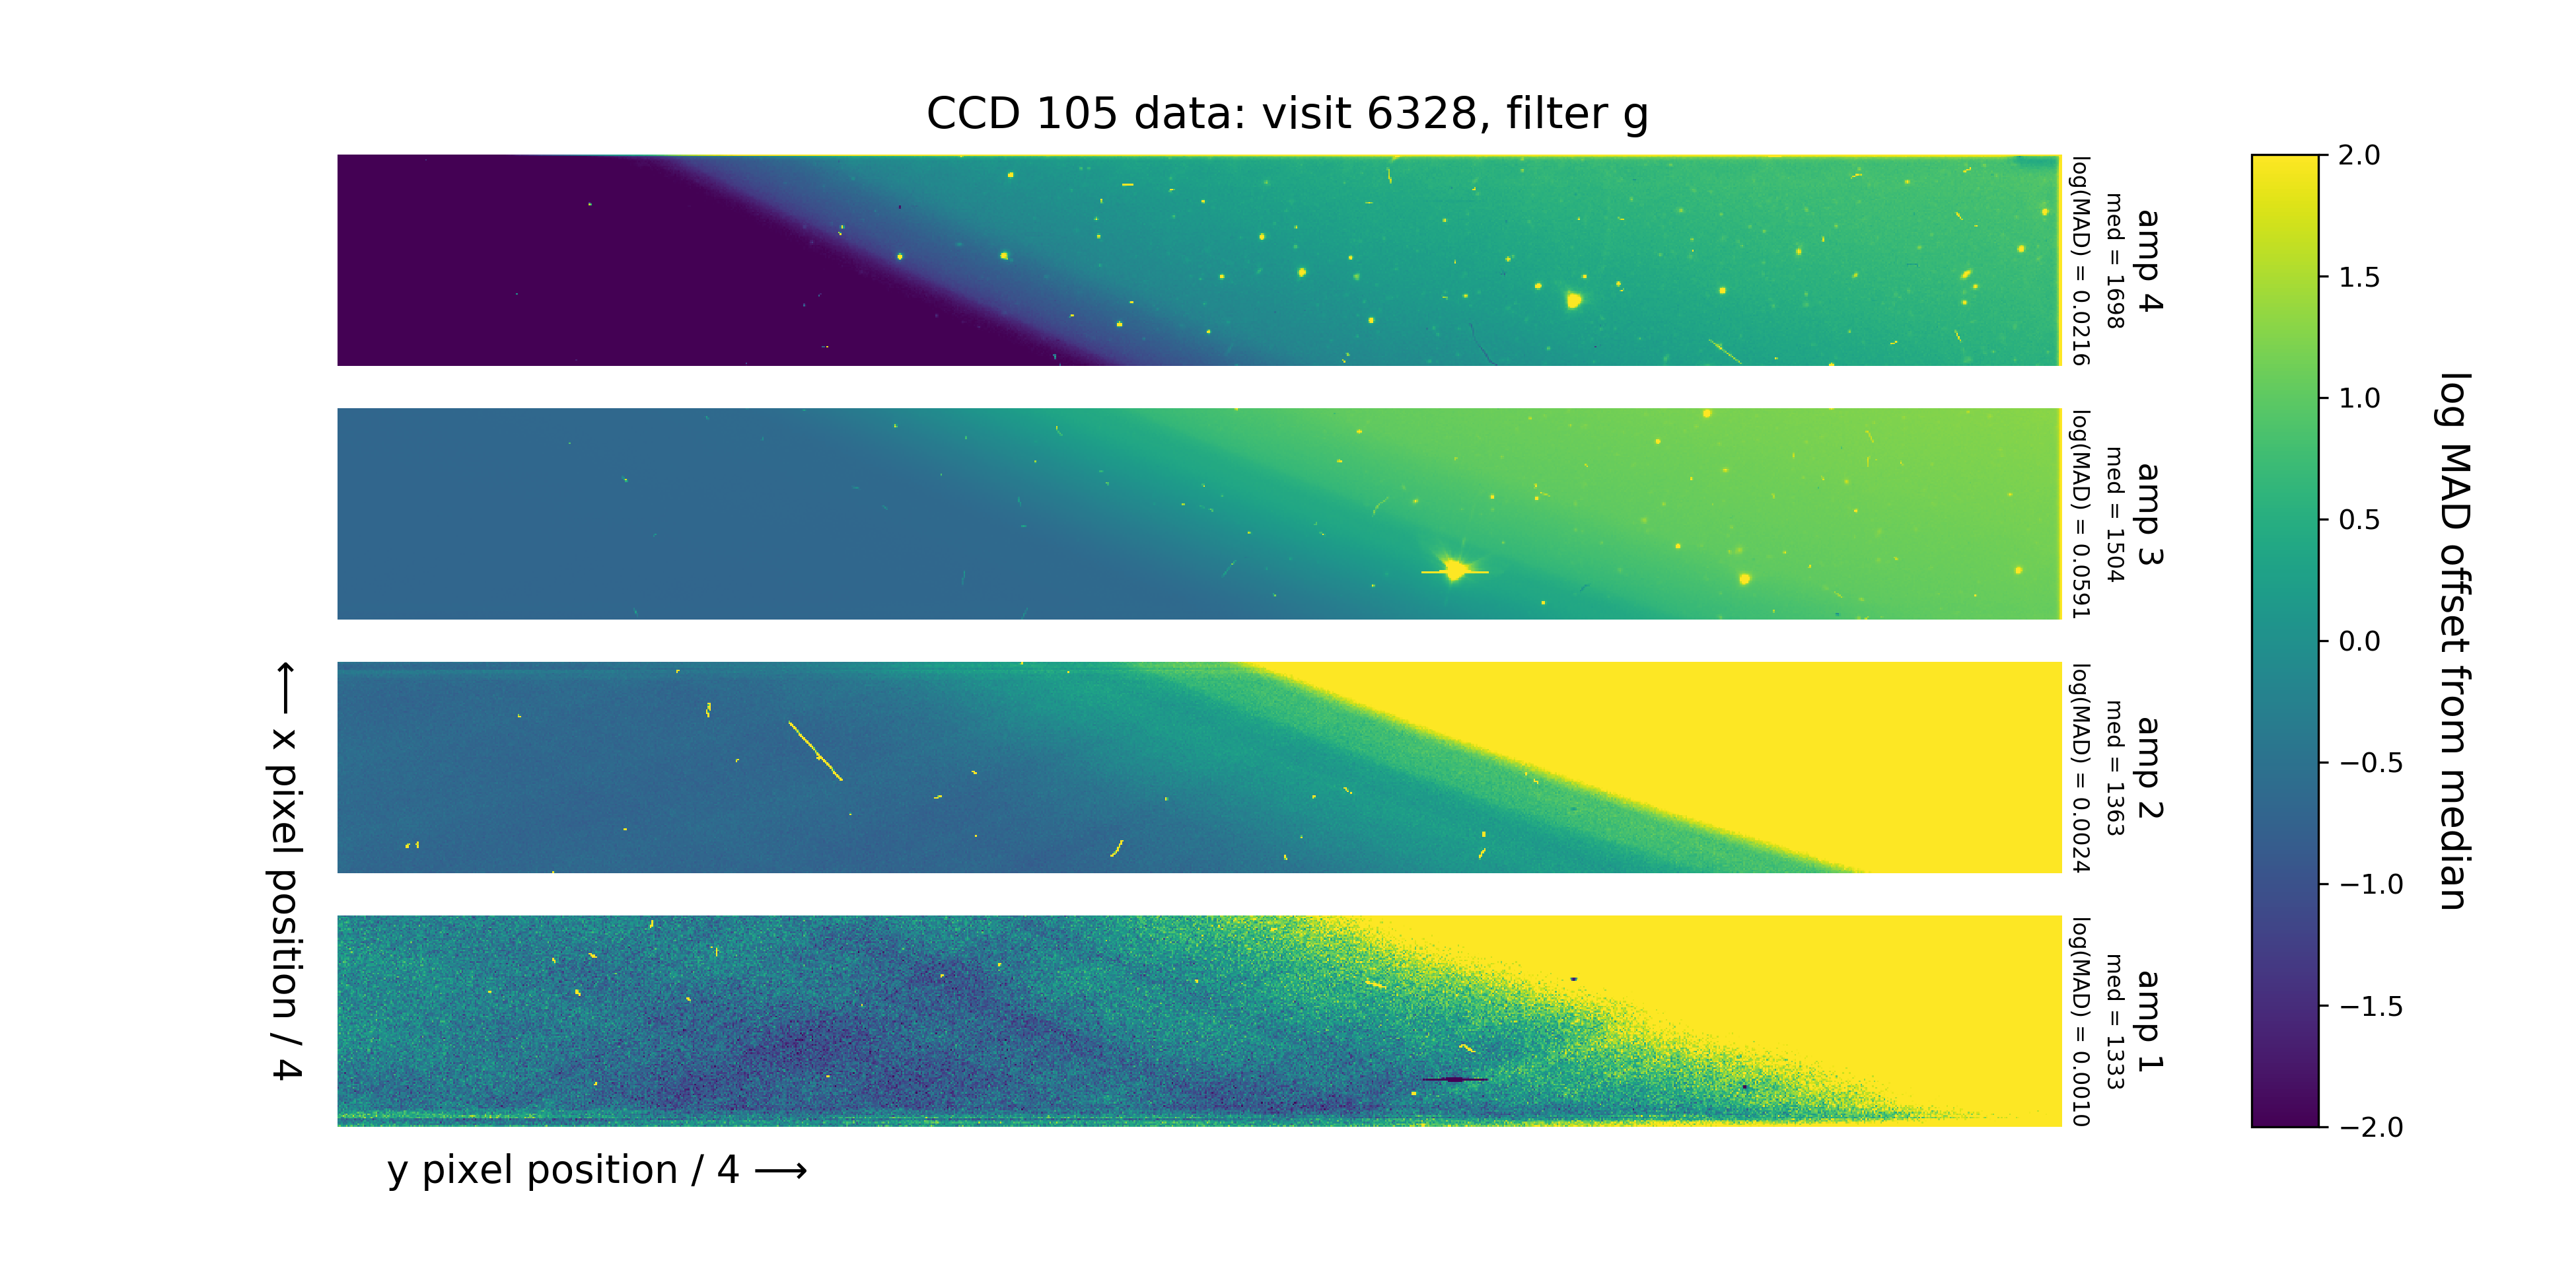 CCD 105 data: visit 6328, filter g
amp 4
med = 1698
log(MAD) = 0.0216
amp 3
med = 1504
log(MAD) = 0.0591
amp 2
med = 1363
log(MAD) = 0.0024
amp 1
med = 1333
log(MAD) = 0.0010
⟵ x pixel position / 4
y pixel position / 4 ⟶
2.0
1.5
1.0
0.5
0.0
−0.5
−1.0
−1.5
−2.0
log MAD offset from median